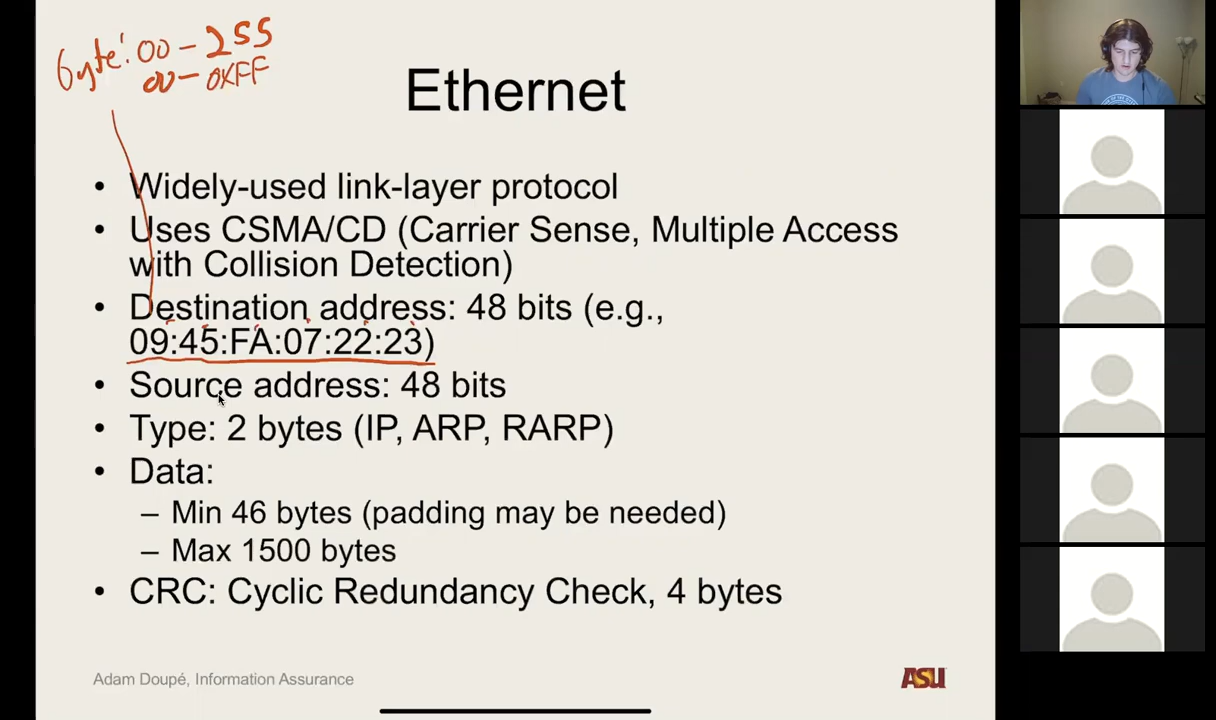 byte: 00 - 255
00 - 0xFF
Ethernet
• Widely-used link-layer protocol
• Uses CSMA/CD (Carrier Sense, Multiple Access
with Collision Detection)
• Destination address: 48 bits (e.g.,
09:45:FA:07:22:23)
• Source address: 48 bits
• Type: 2 bytes (IP, ARP, RARP)
• Data:
– Min 46 bytes (padding may be needed)
– Max 1500 bytes
• CRC: Cyclic Redundancy Check, 4 bytes
Adam Doupé, Information Assurance
ASU